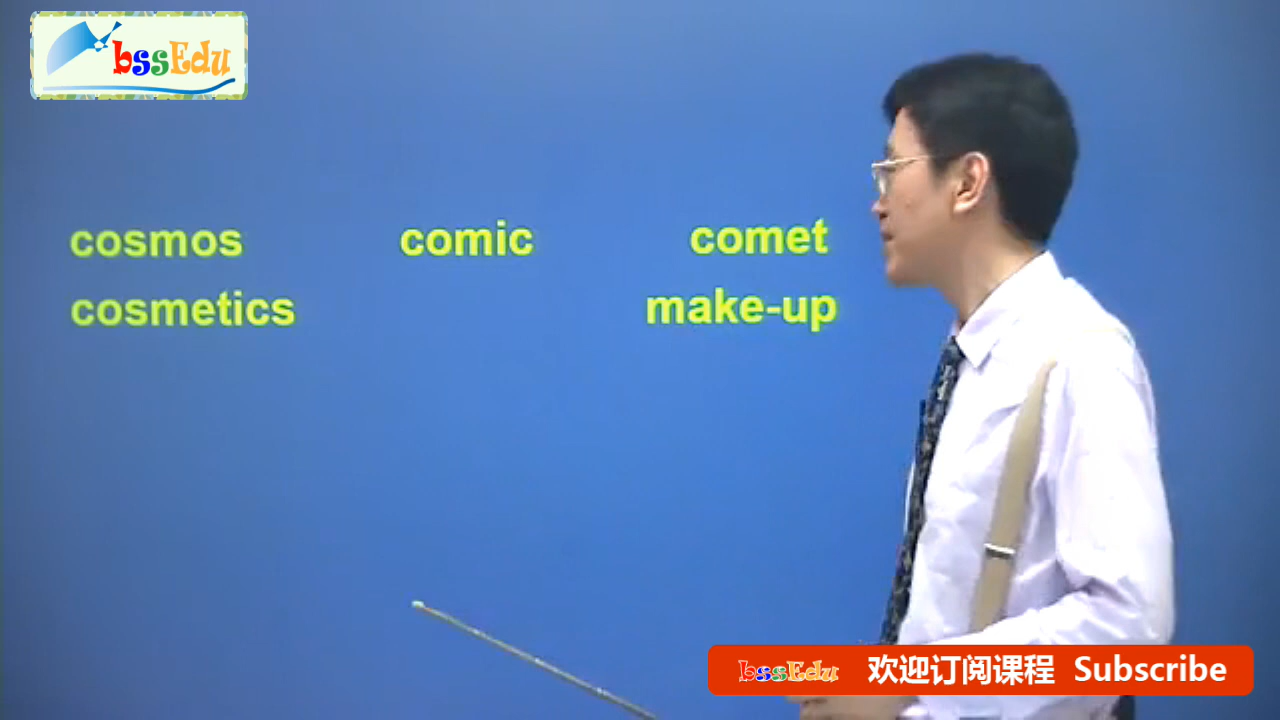 bssEdu
cosmos comic comet
cosmetics make-up
bssEdu 欢迎订阅课程 Subscribe